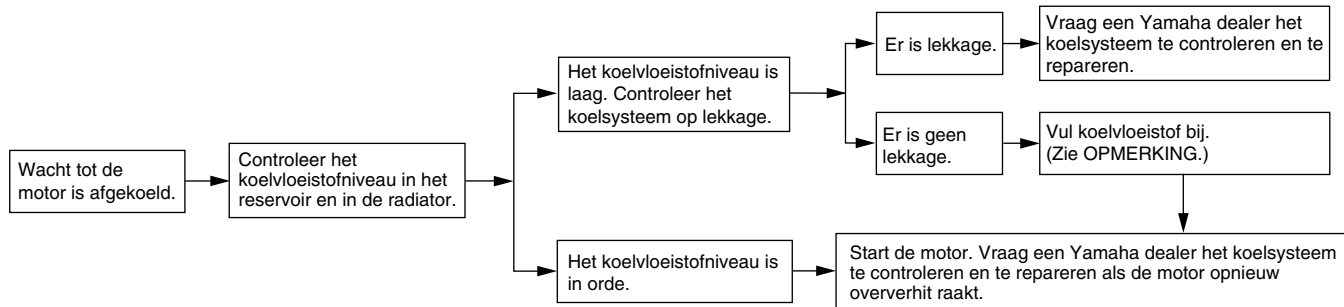 Wacht tot de
motor is afgekoeld.
Controleer het
koelvloeistofniveau in het
reservoir en in de radiator.
Het koelvloeistofniveau is
laag. Controleer het
koelsysteem op lekkage.
Er is lekkage.
Vraag een Yamaha dealer het
koelsysteem te controleren en te
repareren.
Er is geen
lekkage.
Vul koelvloeistof bij.
(Zie OPMERKING.)
Het koelvloeistofniveau is
in orde.
Start de motor. Vraag een Yamaha dealer het koelsysteem
te controleren en te repareren als de motor opnieuw
oververhit raakt.